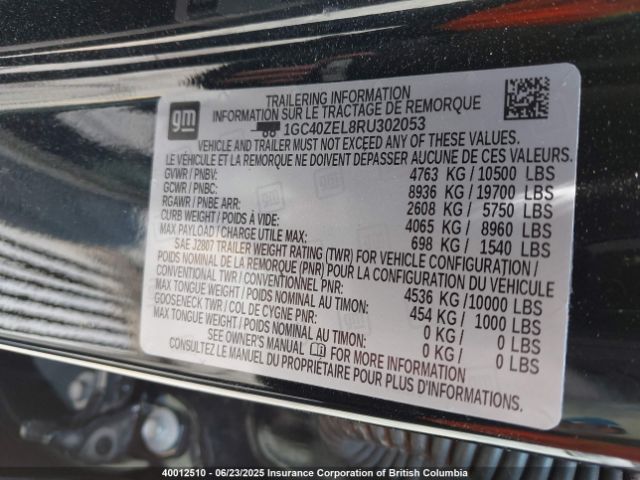 gm
TRAILERING INFORMATION
INFORMATION SUR LE TRACTAGE DE REMORQUE
1GC40ZEL8RU302053
VEHICLE AND TRAILER MUST NOT EXCEED ANY OF THESE VALUES.
LE VÉHICULE ET LA REMORQUE NE DOIVENT DÉPASSER AUCUNE DE CES VALEURS.
GVWR / PNBV: 4763 KG / 10500 LBS
GCWR / PNBC: 8936 KG / 19700 LBS
RGAWR / PNBE ARR: 2608 KG / 5750 LBS
CURB WEIGHT / POIDS À VIDE: 4065 KG / 8960 LBS
MAX PAYLOAD / CHARGE UTILE MAX: 698 KG / 1540 LBS
SAE J2807 TRAILER WEIGHT RATING (TWR) FOR VEHICLE CONFIGURATION /
POIDS NOMINAL DE LA REMORQUE (PNR) POUR LA CONFIGURATION DU VÉHICULE
CONVENTIONAL TWR / CONVENTIONNEL PNR: 4536 KG /10000 LBS
MAX TONGUE WEIGHT / POIDS NOMINAL AU TIMON: 454 KG / 1000 LBS
GOOSENECK TWR / COL DE CYGNE PNR: 0 KG / 0 LBS
MAX TONGUE WEIGHT / POIDS NOMINAL AU TIMON: 0 KG / 0 LBS
SEE OWNER'S MANUAL FOR MORE INFORMATION
CONSULTEZ LE MANUEL DU PROPRIÉTAIRE POUR PLUS D'INFORMATIONS.
40012510 - 06/23/2025 Insurance Corporation of British Columbia